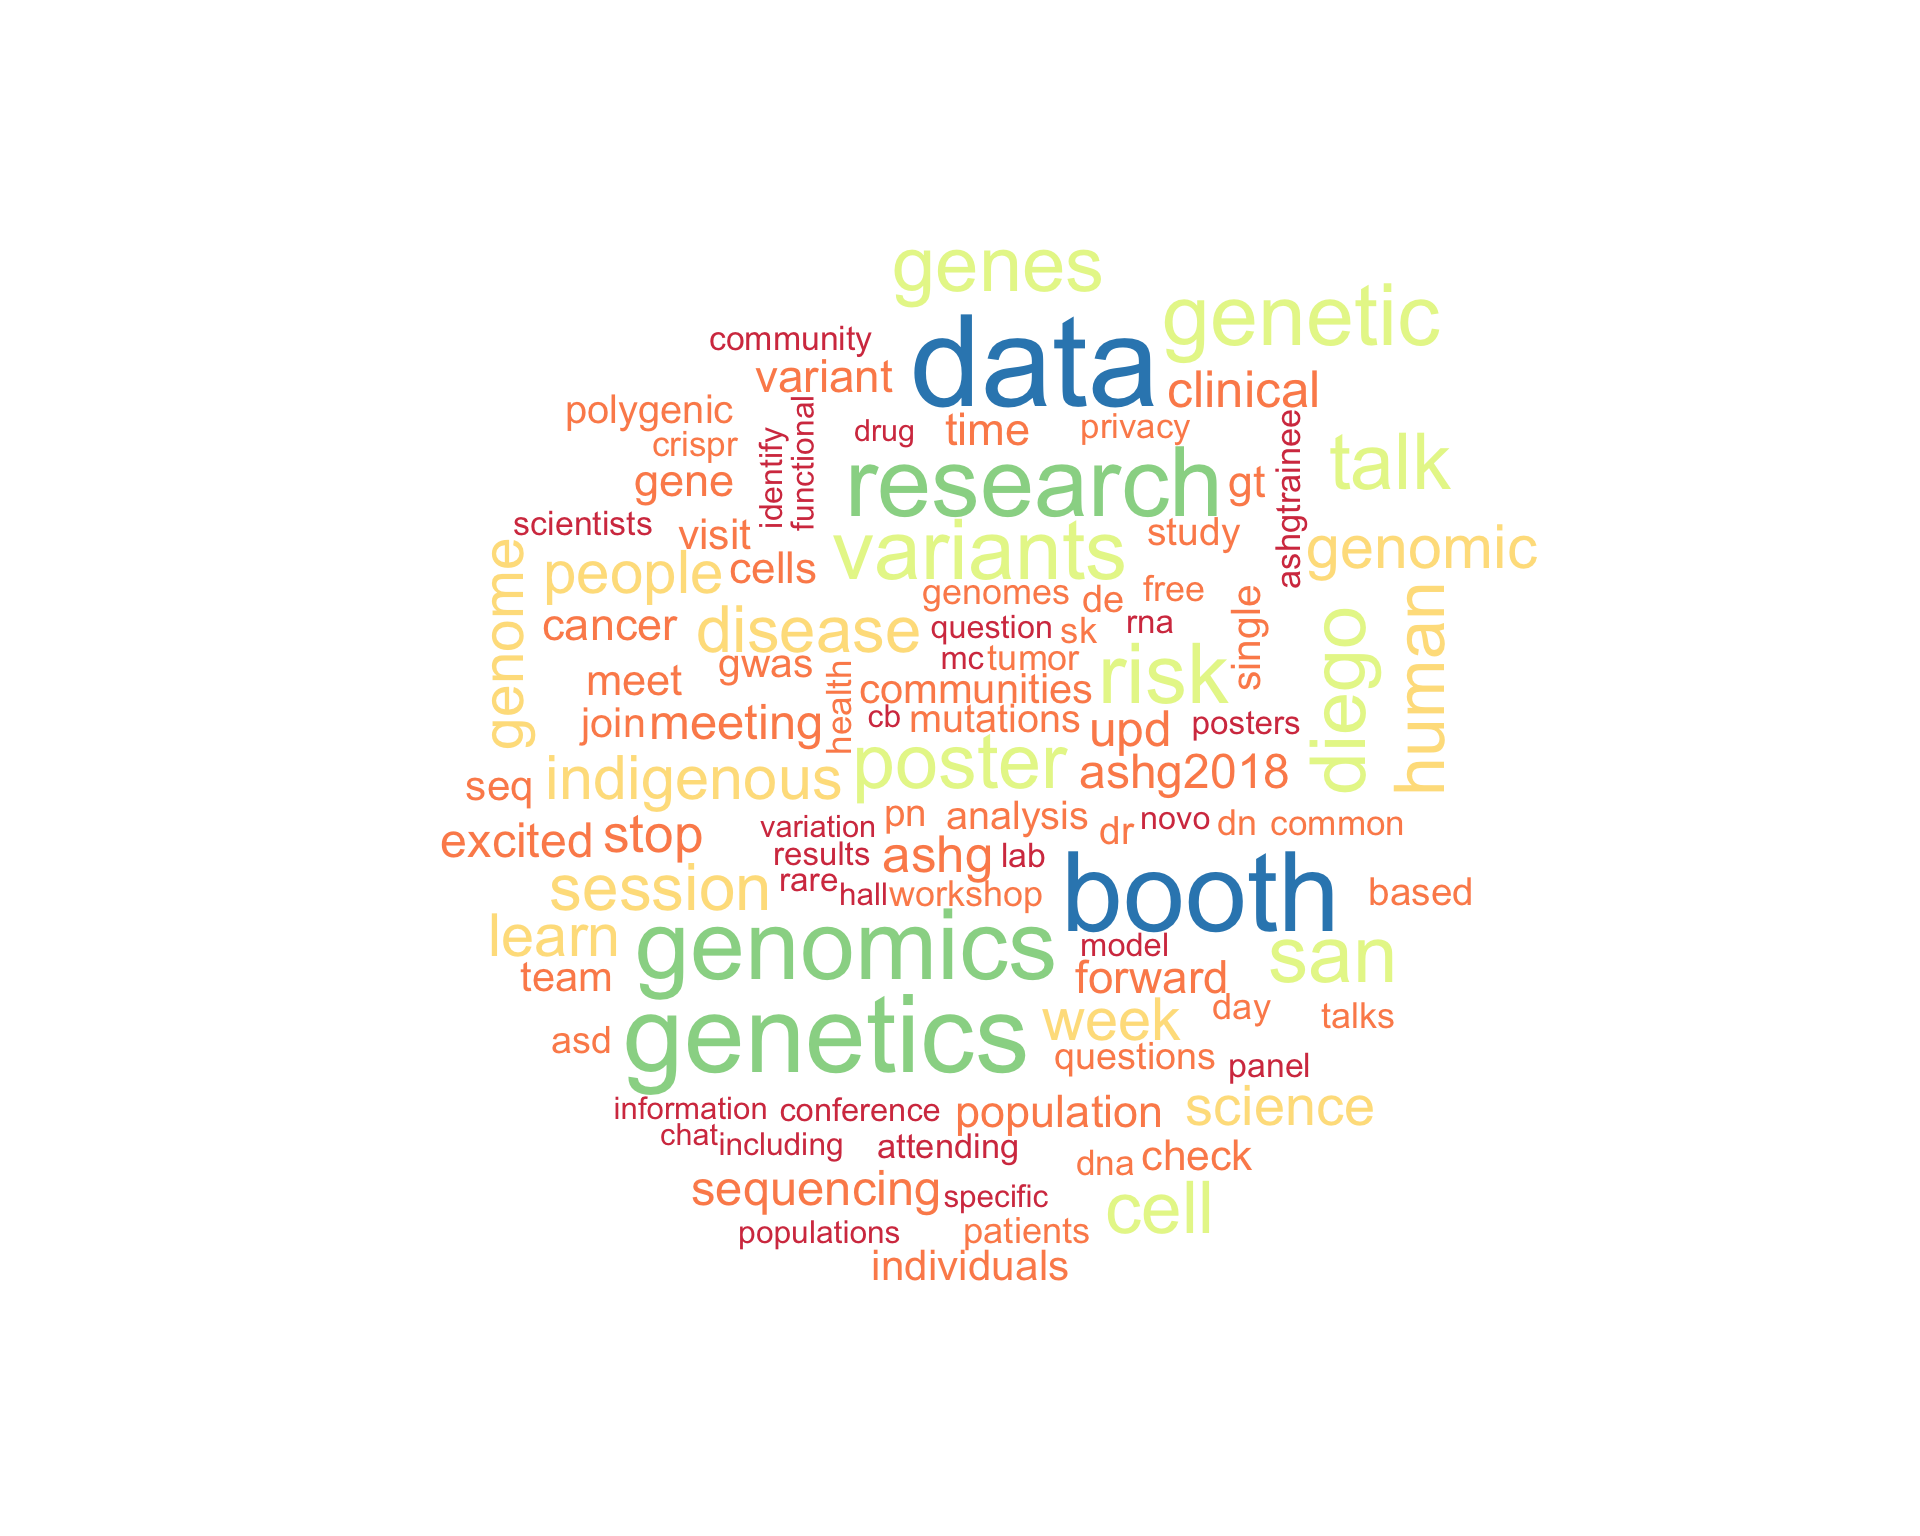 genes
genetic
data
community
variant
clinical
polygenic
functional
drug
time
privacy
ashgtrainee
crispr
identify
talk
research
gene
gt
scientists
visit
variants
study
genomic
genome
people
cells
genomes
de
free
single
human
cancer
disease
question
sk
rna
diego
meet
gwas
mc
tumor
risk
health
communities
join
meeting
cb
mutations
upd
posters
indigenous
poster
ashg2018
seq
pn
analysis
dr
novo
dn
common
excited
stop
variation
results
ashg
lab
booth
session
rare
hall
workshop
based
learn
genomics
model
san
team
forward
genetics
week
day
talks
asd
questions
panel
information
conference
population
science
chat
including
attending
dna
check
sequencing
specific
cell
populations
patients
individuals